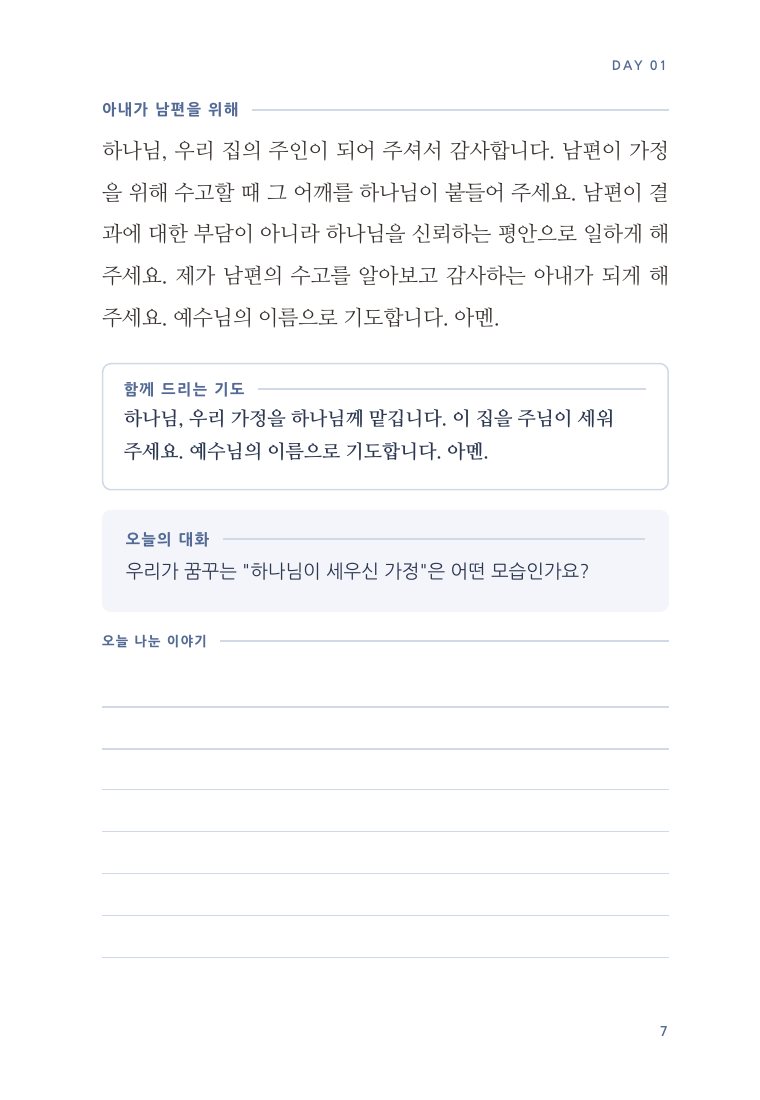 DAY 01
아내가 남편을 위해
하나님, 우리 집의 주인이 되어 주셔서 감사합니다. 남편이 가정
을 위해 수고할 때 그 어깨를 하나님이 붙들어 주세요. 남편이 결
과에 대한 부담이 아니라 하나님을 신뢰하는 평안으로 일하게 해
주세요. 제가 남편의 수고를 알아보고 감사하는 아내가 되게 해
주세요. 예수님의 이름으로 기도합니다. 아멘.
함께 드리는 기도
하나님, 우리 가정을 하나님께 맡깁니다. 이 집을 주님이 세워
주세요. 예수님의 이름으로 기도합니다. 아멘.
오늘의 대화
우리가 꿈꾸는 "하나님이 세우신 가정"은 어떤 모습인가요?
오늘 나눈 이야기
7